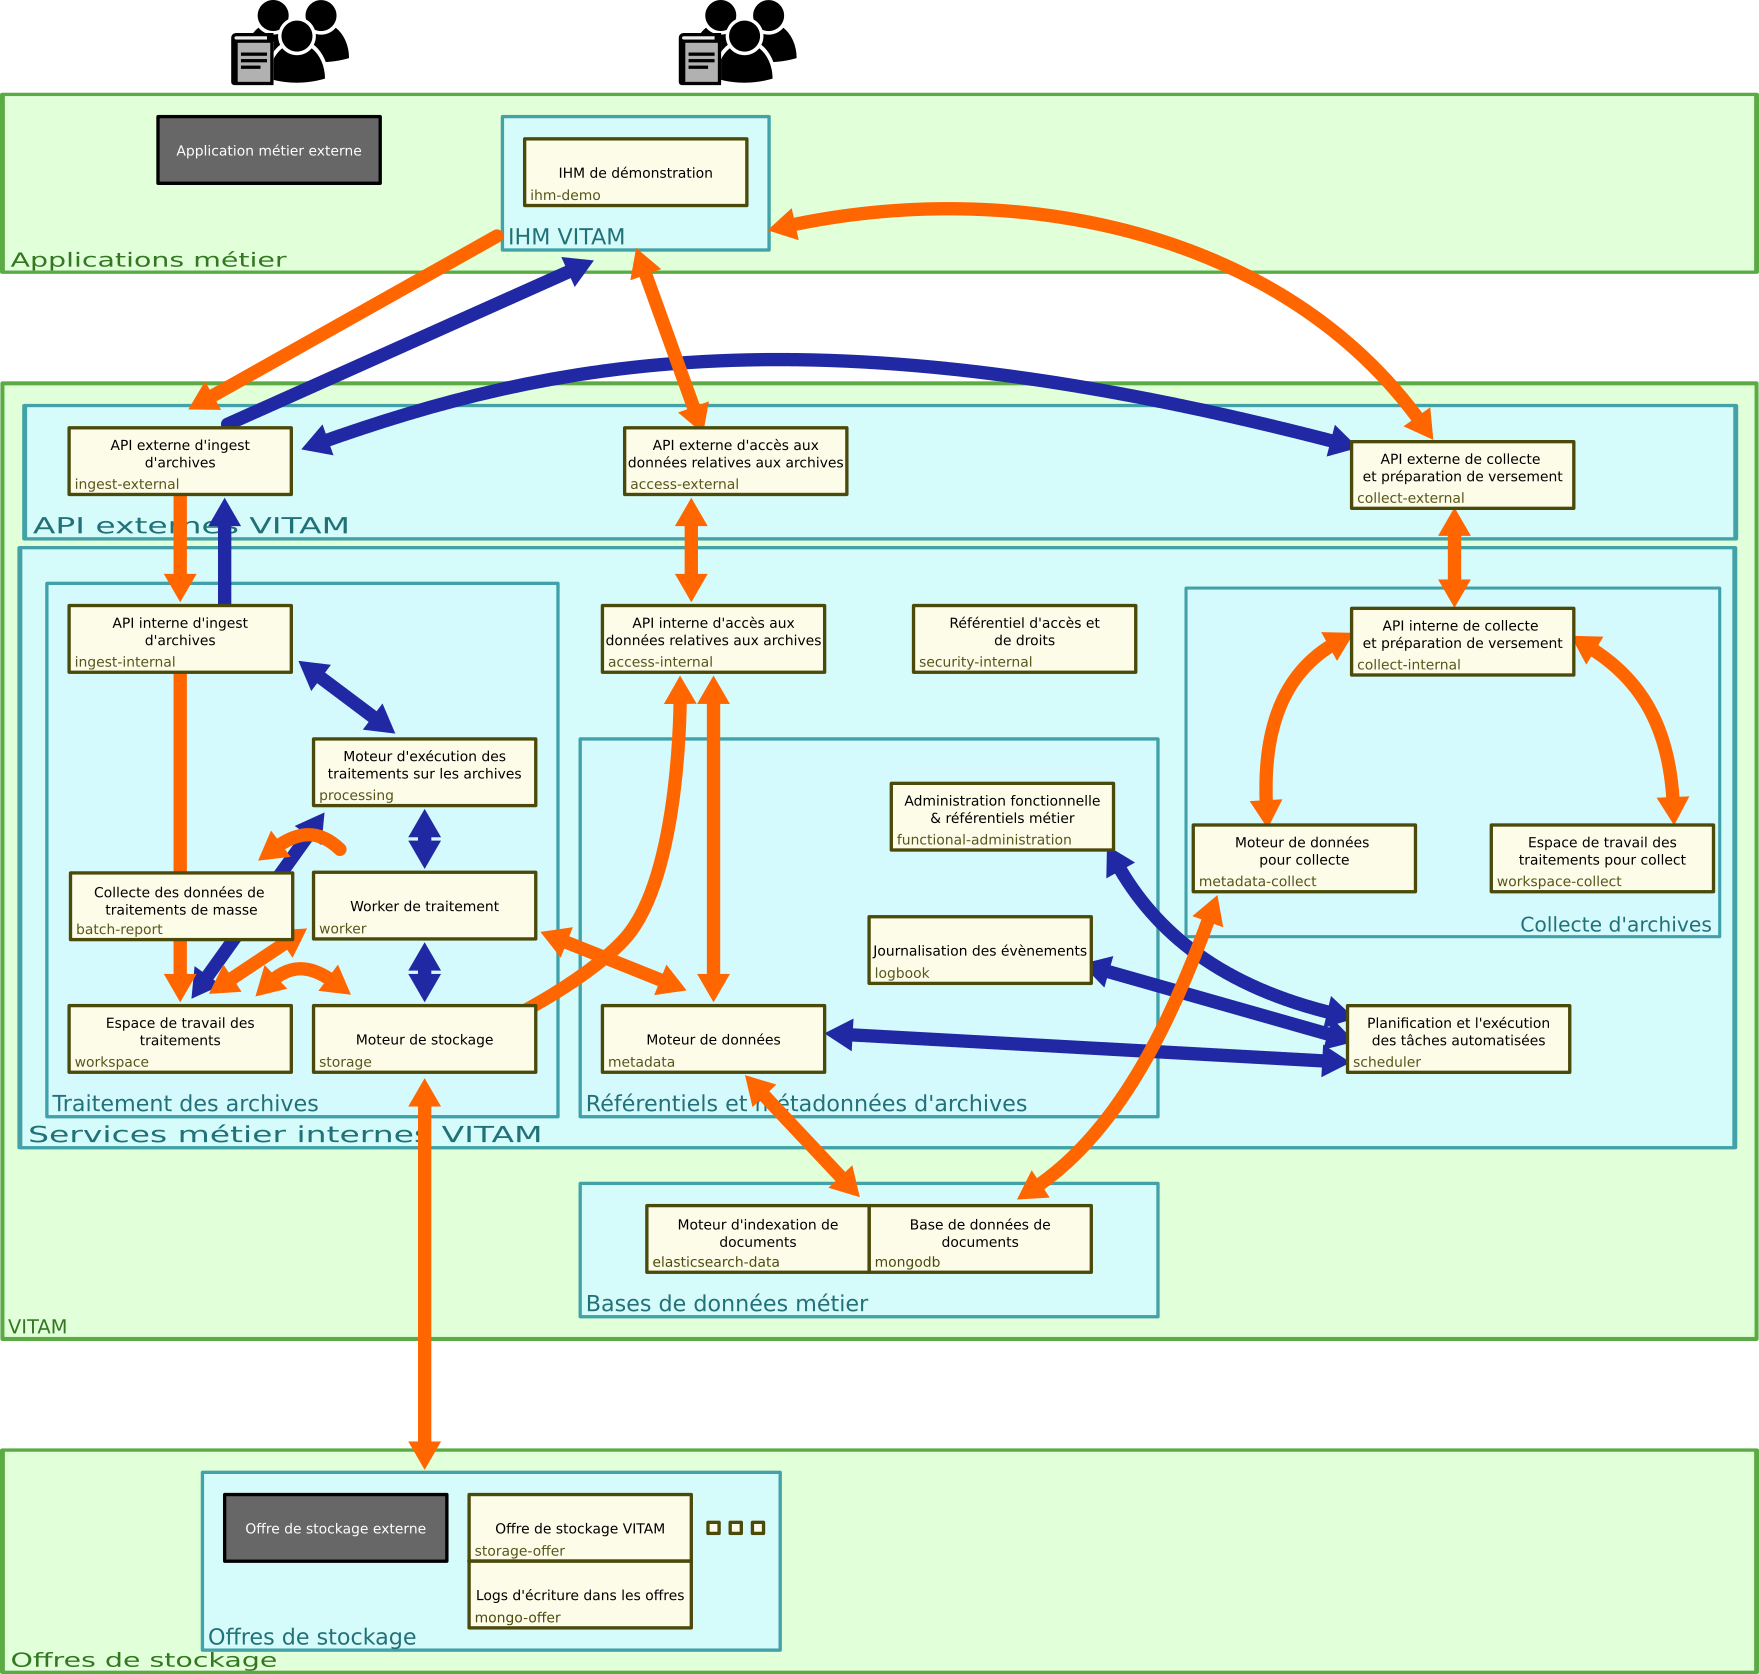 Application métier externe
IHM de démonstration
ihm-demo
IHM VITAM
Applications métier
API externe d'ingest
d'archives
ingest-external
API externe d'accès aux
données relatives aux archives
access-external
API externe de collecte
et préparation de versement
collect-external
API externes VITAM
API interne d'ingest
d'archives
ingest-internal
API interne d'accès aux
données relatives aux archives
access-internal
Référentiel d'accès et
de droits
security-internal
API interne de collecte
et préparation de versement
collect-internal
Moteur d'exécution des
traitements sur les archives
processing
Administration fonctionnelle
& référentiels métier
functional-administration
Moteur de données
pour collecte
metadata-collect
Espace de travail des
traitements pour collect
workspace-collect
Collecte d'archives
Collecte des données de
traitements de masse
batch-report
Worker de traitement
worker
Journalisation des évènements
logbook
Espace de travail des
traitements
workspace
Moteur de stockage
storage
Moteur de données
metadata
Planification et l'exécution
des tâches automatisées
scheduler
Traitement des archives
Référentiels et métadonnées d'archives
Services métier internes VITAM
Moteur d'indexation de
documents
elasticsearch-data
Base de données de
documents
mongodb
Bases de données métier
VITAM
Offre de stockage externe
Offre de stockage VITAM
storage-offer
Logs d'écriture dans les offres
mongo-offer
Offres de stockage
Offres de stockage